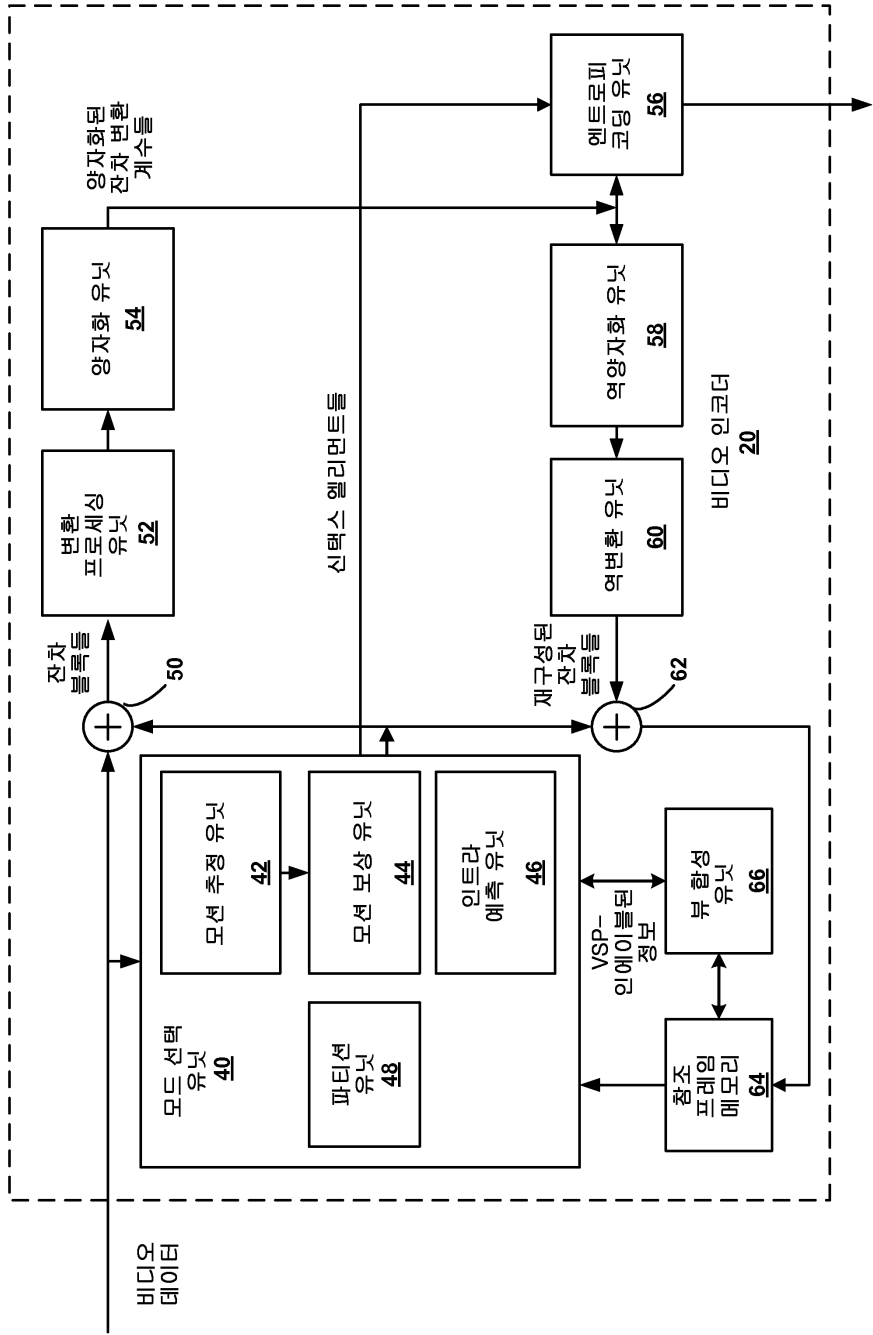 비디오
데이터
모드 선택
유닛
40
파티션
유닛
48
모션 추정 유닛
42
모션 보상 유닛
44
인트라
예측 유닛
46
잔차
블록들
50
변환
프로세싱
유닛
52
양자화 유닛
54
양자화된
잔차 변환
계수들
신택스 엘리먼트들
엔트로피
코딩 유닛
56
역양자화 유닛
58
역변환 유닛
60
재구성된
잔차
블록들
62
VSP-
인에이블된
정보
뷰 합성
유닛
66
참조
프레임
메모리
64
비디오 인코더
20